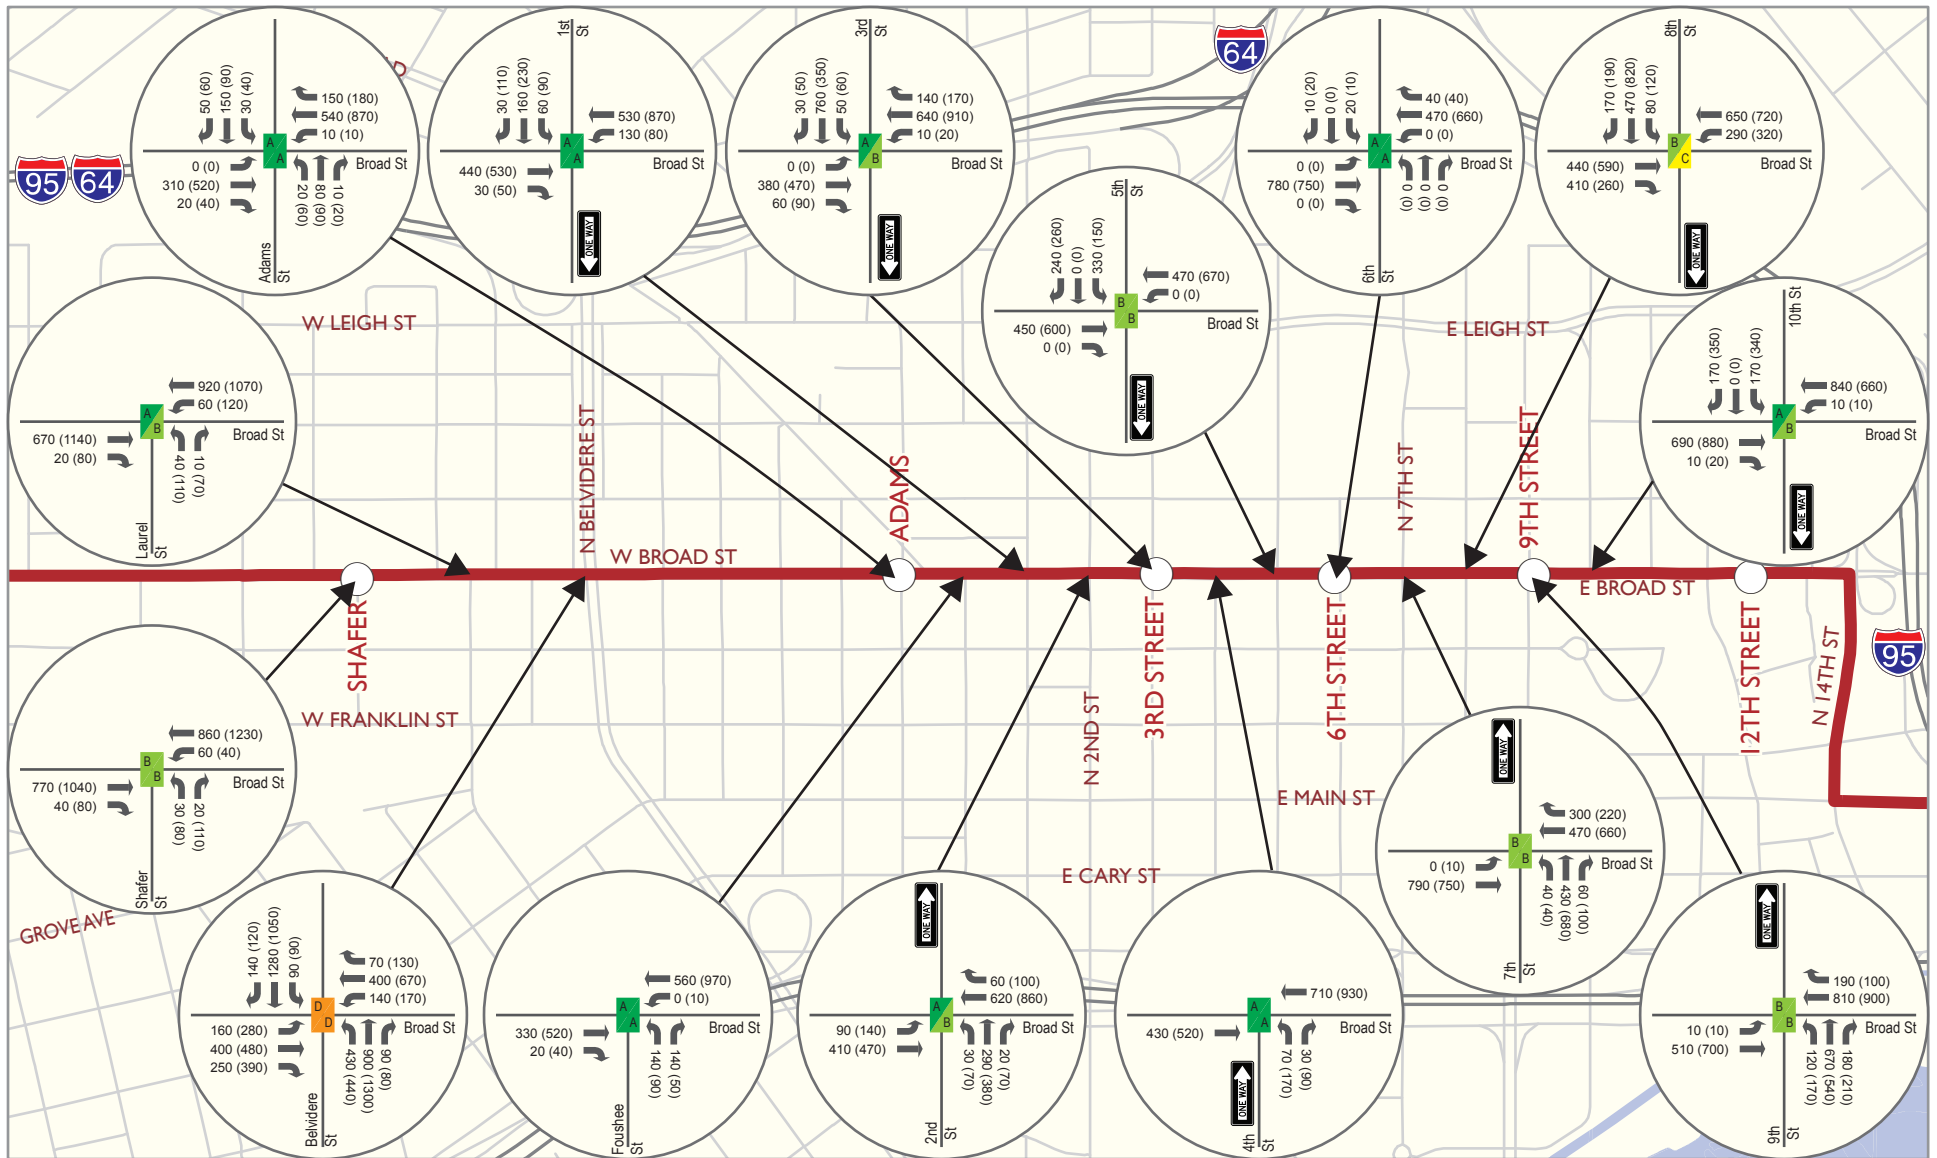 50 (60)
150 (90)
30 (40)
150 (180)
540 (870)
10 (10)
A
A
Broad St
0 (0)
310 (520)
20 (40)
20 (60)
80 (90)
10 (20)
Adams
St
1st
St
30 (110)
160 (230)
60 (90)
530 (870)
130 (80)
A
A
Broad St
440 (530)
30 (50)
ONE WAY
3rd
St
30 (50)
760 (350)
50 (60)
140 (170)
640 (910)
10 (20)
A
B
Broad St
0 (0)
380 (470)
60 (90)
ONE WAY
64
10 (20)
0 (0)
20 (10)
40 (40)
470 (660)
0 (0)
A
A
Broad St
0 (0)
780 (750)
0 (0)
0 (0)
0 (0)
0 (0)
6th
St
8th
St
170 (190)
470 (820)
80 (120)
650 (720)
290 (320)
B
C
Broad St
440 (590)
410 (260)
ONE WAY
95
64
5th
St
240 (260)
0 (0)
330 (150)
470 (670)
0 (0)
B
B
Broad St
450 (600)
0 (0)
ONE WAY
10th St
170 (350)
0 (0)
170 (340)
840 (660)
10 (10)
A
B
Broad St
690 (880)
10 (20)
ONE WAY
920 (1070)
60 (120)
A
B
Broad St
670 (1140)
20 (80)
40 (110)
10 (70)
Laurel
St
W LEIGH ST
E LEIGH ST
N BELVIDERE ST
ADAMS
N 7TH ST
9TH STREET
W BROAD ST
E BROAD ST
SHAFER
3RD STREET
6TH STREET
12TH STREET
N 14TH ST
95
W FRANKLIN ST
N 2ND ST
E MAIN ST
E CARY ST
GROVE AVE
860 (1230)
60 (40)
B
B
Broad St
770 (1040)
40 (80)
30 (80)
20 (110)
Shafer
St
ONE WAY
300 (220)
470 (660)
B
B
Broad St
0 (10)
790 (750)
40 (40)
430 (680)
60 (100)
7th
St
140 (120)
1280 (1050)
90 (90)
70 (130)
400 (670)
140 (170)
D
D
Broad St
160 (280)
400 (480)
250 (390)
430 (440)
900 (1300)
90 (80)
Belvidere
St
560 (970)
0 (10)
A
A
Broad St
330 (520)
20 (40)
140 (90)
140 (50)
Foushee
St
ONE WAY
60 (100)
620 (860)
A
B
Broad St
90 (140)
410 (470)
30 (70)
290 (380)
20 (70)
2nd
St
710 (930)
A
A
Broad St
430 (520)
70 (170)
30 (90)
ONE WAY
4th
St
ONE WAY
190 (100)
810 (900)
B
B
Broad St
10 (10)
510 (700)
120 (170)
670 (540)
180 (210)
9th
St